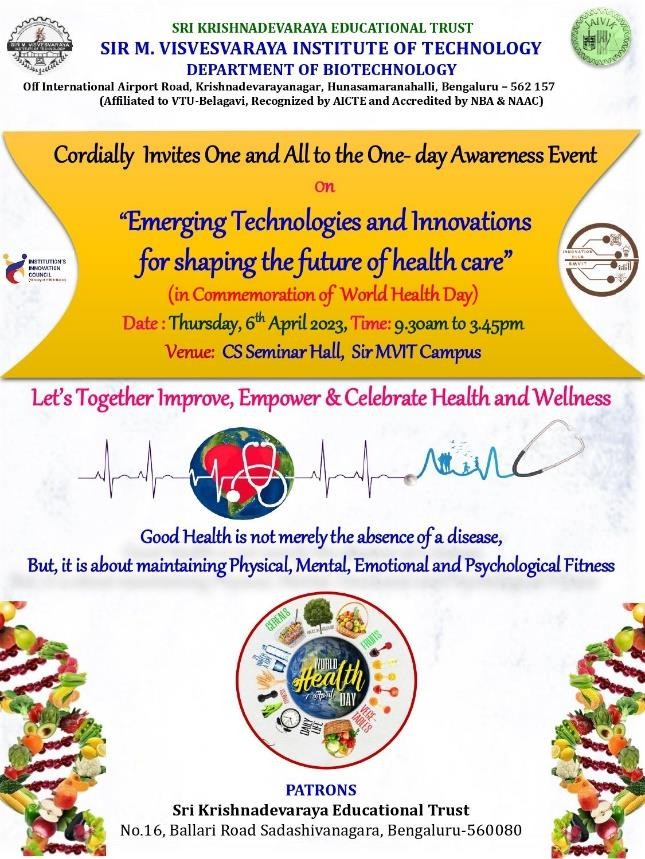 SRI KRISHNADEVARAYA EDUCATIONAL TRUST
SIR M. VISVESVARAYA INSTITUTE OF TECHNOLOGY
DEPARTMENT OF BIOTECHNOLOGY
Off International Airport Road, Krishnadevarayanagar, Hunasamaranahalli, Bengaluru – 562 157
(Affiliated to VTU-Belagavi, Recognized by AICTE and Accredited by NBA & NAAC)
Cordially Invites One and All to the One- day Awareness Event
on
“Emerging Technologies and Innovations
for shaping the future of health care”
(in Commemoration of World Health Day)
Date : Thursday, 6th April 2023, Time: 9.30am to 3.45pm
Venue: CS Seminar Hall, Sir MVIT Campus
INSTITUTION'S
INNOVATION
COUNCIL
INNOVATION
Let's Together Improve, Empower & Celebrate Health and Wellness
Good Health is not merely the absence of a disease,
But, it is about maintaining Physical, Mental, Emotional and Psychological Fitness
CEREALS
FRUITS
WORLD
Health
7 April
DAY
DAILY LIFE
VEGE-
TABLES
PATRONS
Sri Krishnadevaraya Educational Trust
No.16, Ballari Road Sadashivanagara, Bengaluru-560080